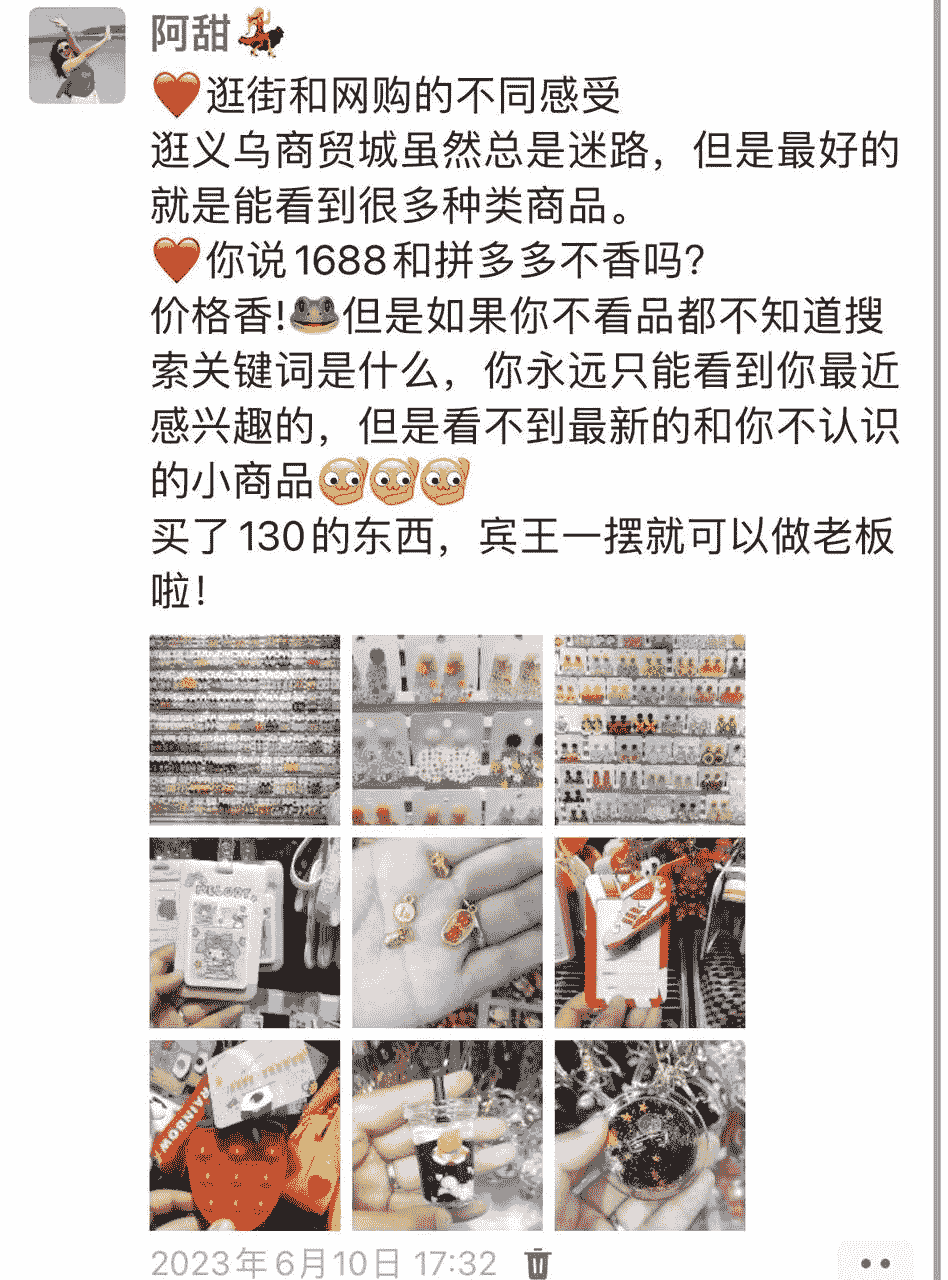 阿甜💃
❤️逛街和网购的不同感受
逛义乌商贸城虽然总是迷路，但是最好的
就是能看到很多种类商品。
❤️你说1688和拼多多不香吗？
价格香!🐸但是如果你不看品都不知道搜
索关键词是什么，你永远只能看到你最近
感兴趣的，但是看不到最新的和你不认识
的小商品
买了130的东西，宾王一摆就可以做老板
啦！
MELODY
RAINBOW
2023年6月10日 17:32